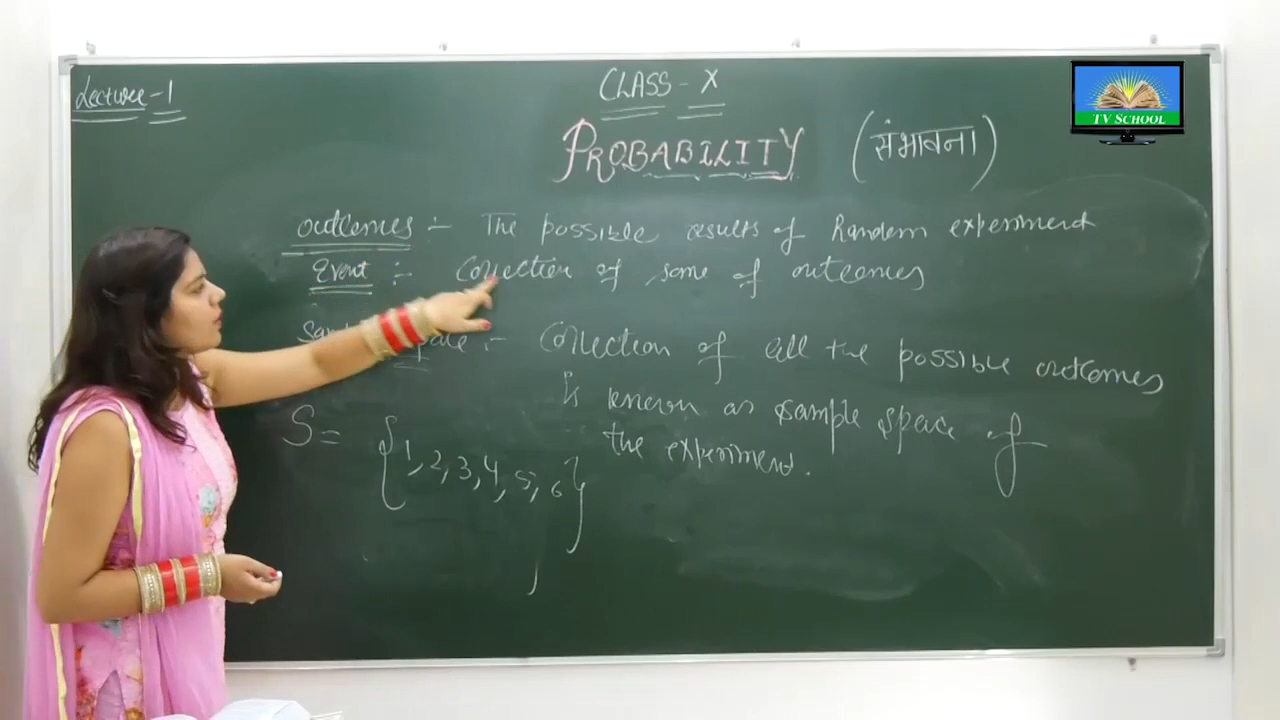 Lecture-1
CLASS - X
PROBABILITY (संभावना)
TV SCHOOL
outcomes :- The possible results of Random experiment
Event :- Collection of some of outcomes
:- Collection of all the possible outcomes
is known as sample space of
the experiment.
S= {1,2,3,4,5,6}